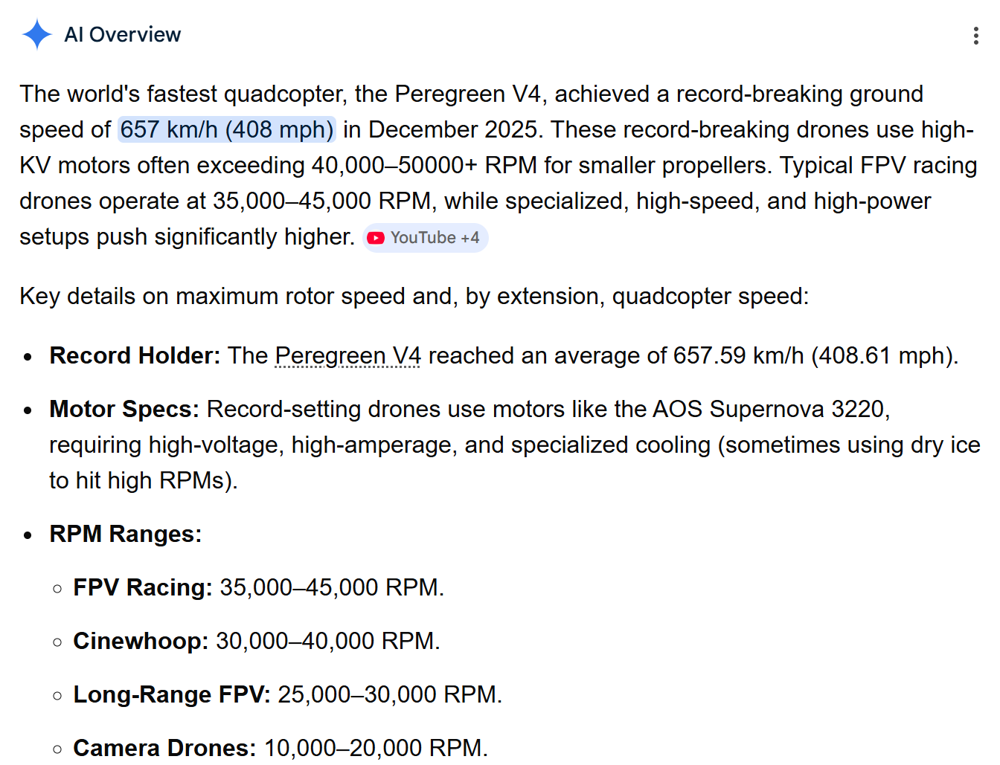 AI Overview
The world's fastest quadcopter, the Peregreen V4, achieved a record-breaking ground
speed of 657 km/h (408 mph) in December 2025. These record-breaking drones use high-
KV motors often exceeding 40,000–50000+ RPM for smaller propellers. Typical FPV racing
drones operate at 35,000–45,000 RPM, while specialized, high-speed, and high-power
setups push significantly higher. YouTube +4
Key details on maximum rotor speed and, by extension, quadcopter speed:
• Record Holder: The Peregreen V4 reached an average of 657.59 km/h (408.61 mph).
• Motor Specs: Record-setting drones use motors like the AOS Supernova 3220,
requiring high-voltage, high-amperage, and specialized cooling (sometimes using dry ice
to hit high RPMs).
• RPM Ranges:
○ FPV Racing: 35,000–45,000 RPM.
○ Cinewhoop: 30,000–40,000 RPM.
○ Long-Range FPV: 25,000–30,000 RPM.
○ Camera Drones: 10,000–20,000 RPM.